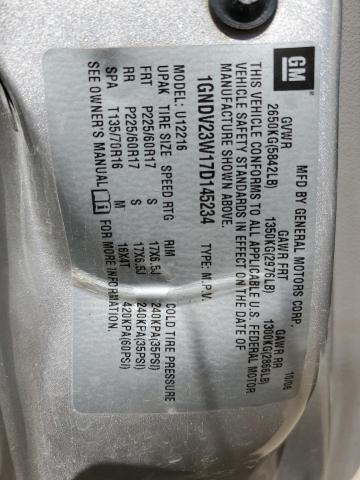 GM
MFD BY GENERAL MOTORS CORP.
10/06
GVWR GAWR FRT GAWR RR
2650KG(5842LB) 1350KG(2976LB) 1300KG(2866LB)
THIS VEHICLE CONFORMS TO ALL APPLICABLE U.S. FEDERAL MOTOR
VEHICLE SAFETY STANDARDS IN EFFECT ON THE DATE OF
MANUFACTURE SHOWN ABOVE.
1GNDV23W17D145234 TYPE: M.P.V.
UPAK U12216
TIRE SIZE SPEED RTG RIM COLD TIRE PRESSURE
FRT P225/60R17 S 17X6.5J 240KPA(35PSI)
RR P225/60R17 S 17X6.5J 240KPA(35PSI)
SPA T135/70R16 M 16X4T 420KPA(60PSI)
SEE OWNER'S MANUAL FOR MORE INFORMATION.